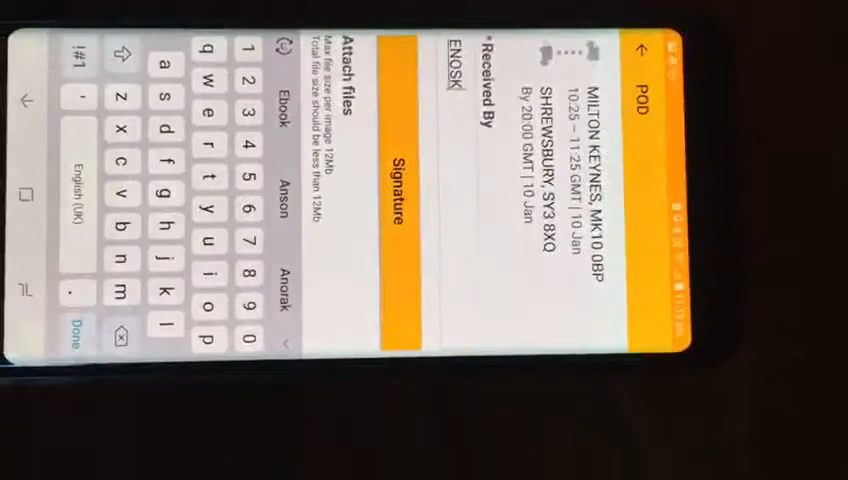 11:13 pm
← POD
MILTON KEYNES, MK10 0BP
10:25 – 11:25 GMT | 10 Jan
SHREWSBURY, SY3 8XQ
By 20:00 GMT | 10 Jan
*Received By
ENOSK
Signature
Attach files
Max file size per image 12Mb
Total file size should be less than 12Mb
Ebook Anson Anorak
1 2 3 4 5 6 7 8 9 0
q w e r t y u i o p
a s d f g h j k l
z x c v b n m
!#1 , English (UK) . Done